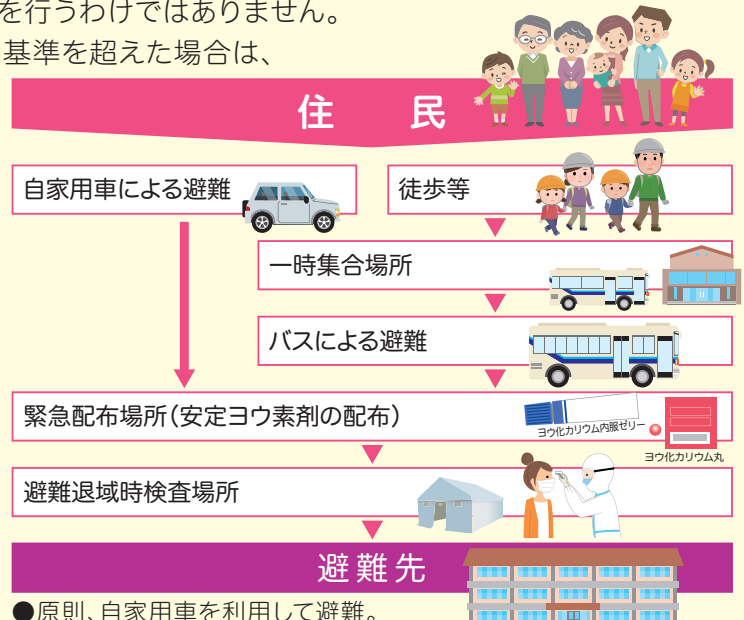 を行うわけではありません。
基準を超えた場合は、
住 民
自家用車による避難
徒歩等
一時集合場所
バスによる避難
緊急配布場所（安定ヨウ素剤の配布）
ヨウ化カリウム内服ゼリー
ヨウ化カリウム丸
避難退域時検査場所
避難先
●原則、自家用車を利用して避難。